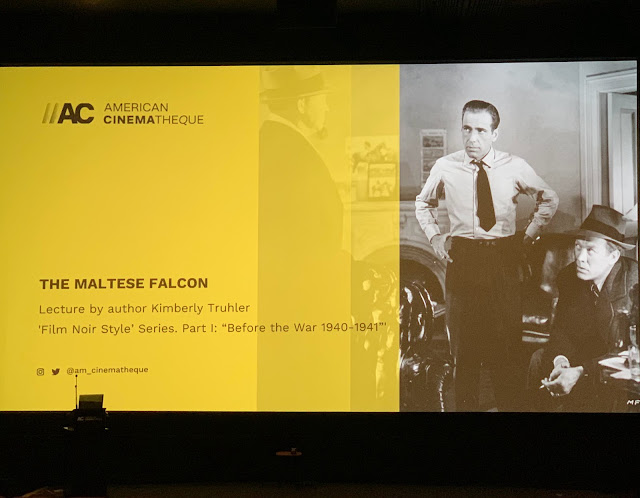 ///AC AMERICAN
CINEMATHEQUE
THE MALTESE FALCON
Lecture by author Kimberly Truhler
'Film Noir Style' Series. Part I: “Before the War 1940-1941”'
@am_cinematheque
MF